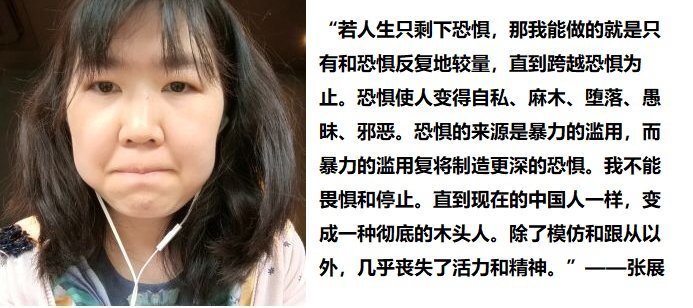 “若人生只剩下恐惧，那我能做的就是只
有和恐惧反复地较量，直到跨越恐惧为
止。恐惧使人变得自私、麻木、堕落、愚
昧、邪恶。恐惧的来源是暴力的滥用，而
暴力的滥用复将制造更深的恐惧。我不能
畏惧和停止。直到现在的中国人一样，变
成一种彻底的木头人。除了模仿和跟从以
外，几乎丧失了活力和精神。”——张展